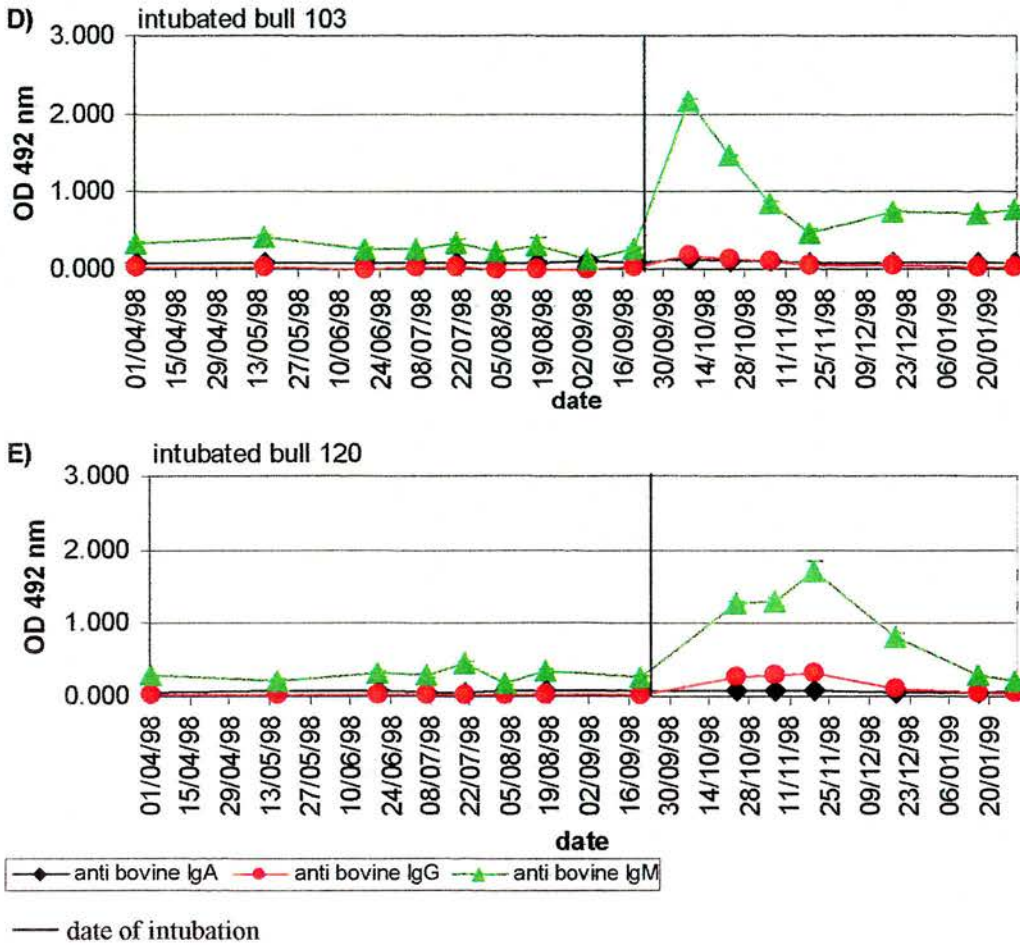 D) intubated bull 103
3.000
2.000
1.000
0.000
OD 492 nm
01/04/98 15/04/98 29/04/98 13/05/98 27/05/98 10/06/98 24/06/98 08/07/98 22/07/98 05/08/98 19/08/98 02/09/98 16/09/98 30/09/98 14/10/98 28/10/98 11/11/98 25/11/98 09/12/98 23/12/98 06/01/99 20/01/99
date
E) intubated bull 120
3.000
2.000
1.000
0.000
OD 492 nm
01/04/98 15/04/98 29/04/98 13/05/98 27/05/98 10/06/98 24/06/98 08/07/98 22/07/98 05/08/98 19/08/98 02/09/98 16/09/98 30/09/98 14/10/98 28/10/98 11/11/98 25/11/98 09/12/98 23/12/98 06/01/99 20/01/99
date
anti bovine IgA anti bovine IgG anti bovine IgM
date of intubation